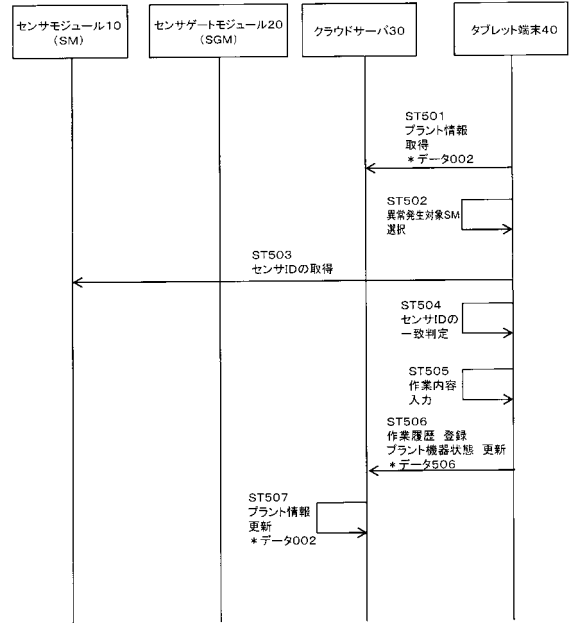 センサモジュール10
(SM)
センサゲートモジュール20
(SGM)
クラウドサーバ30
タブレット端末40
ST501
プラント情報
取得
＊データ002
ST502
異常発生対象SM
選択
ST503
センサIDの取得
ST504
センサIDの
一致判定
ST505
作業内容
入力
ST506
作業履歴 登録
プラント機器状態 更新
＊データ506
ST507
プラント情報
更新
＊データ002